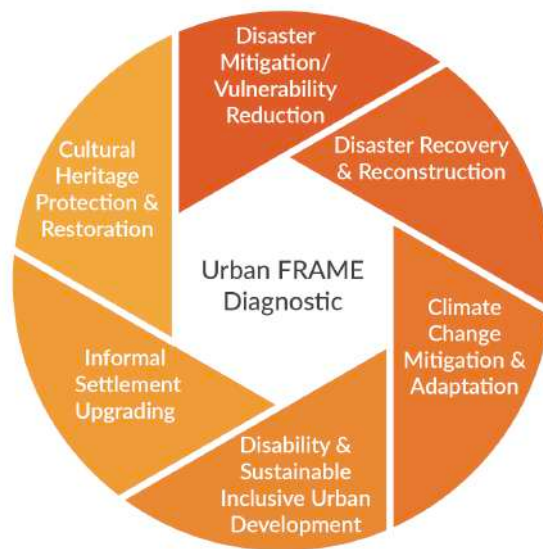 Disaster
Mitigation/
Vulnerability
Reduction
Disaster Recovery
& Reconstruction
Climate
Change
Mitigation &
Adaptation
Disability &
Sustainable
Inclusive Urban
Development
Informal
Settlement
Upgrading
Cultural
Heritage
Protection &
Restoration
Urban FRAME
Diagnostic